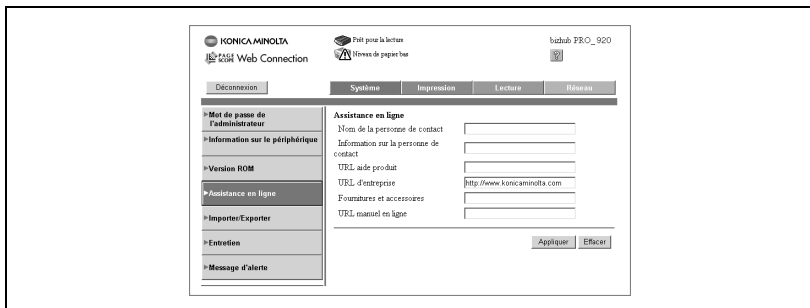 KONICA MINOLTA
Prêt pour la lecture
bizhub PRO_920
PAGE SCOPE Web Connection
Niveau de papier bas
?
Déconnexion
Système Impression Lecture Réseau
Mot de passe de l'administrateur
Information sur le périphérique
Version ROM
Assistance en ligne
Importer/Exporter
Entretien
Message d'alerte
Assistance en ligne
Nom de la personne de contact
Information sur la personne de
contact
URL aide produit
URL d'entreprise http://www.konicaminolta.com
Fournitures et accessoires
URL manuel en ligne
Appliquer Effacer